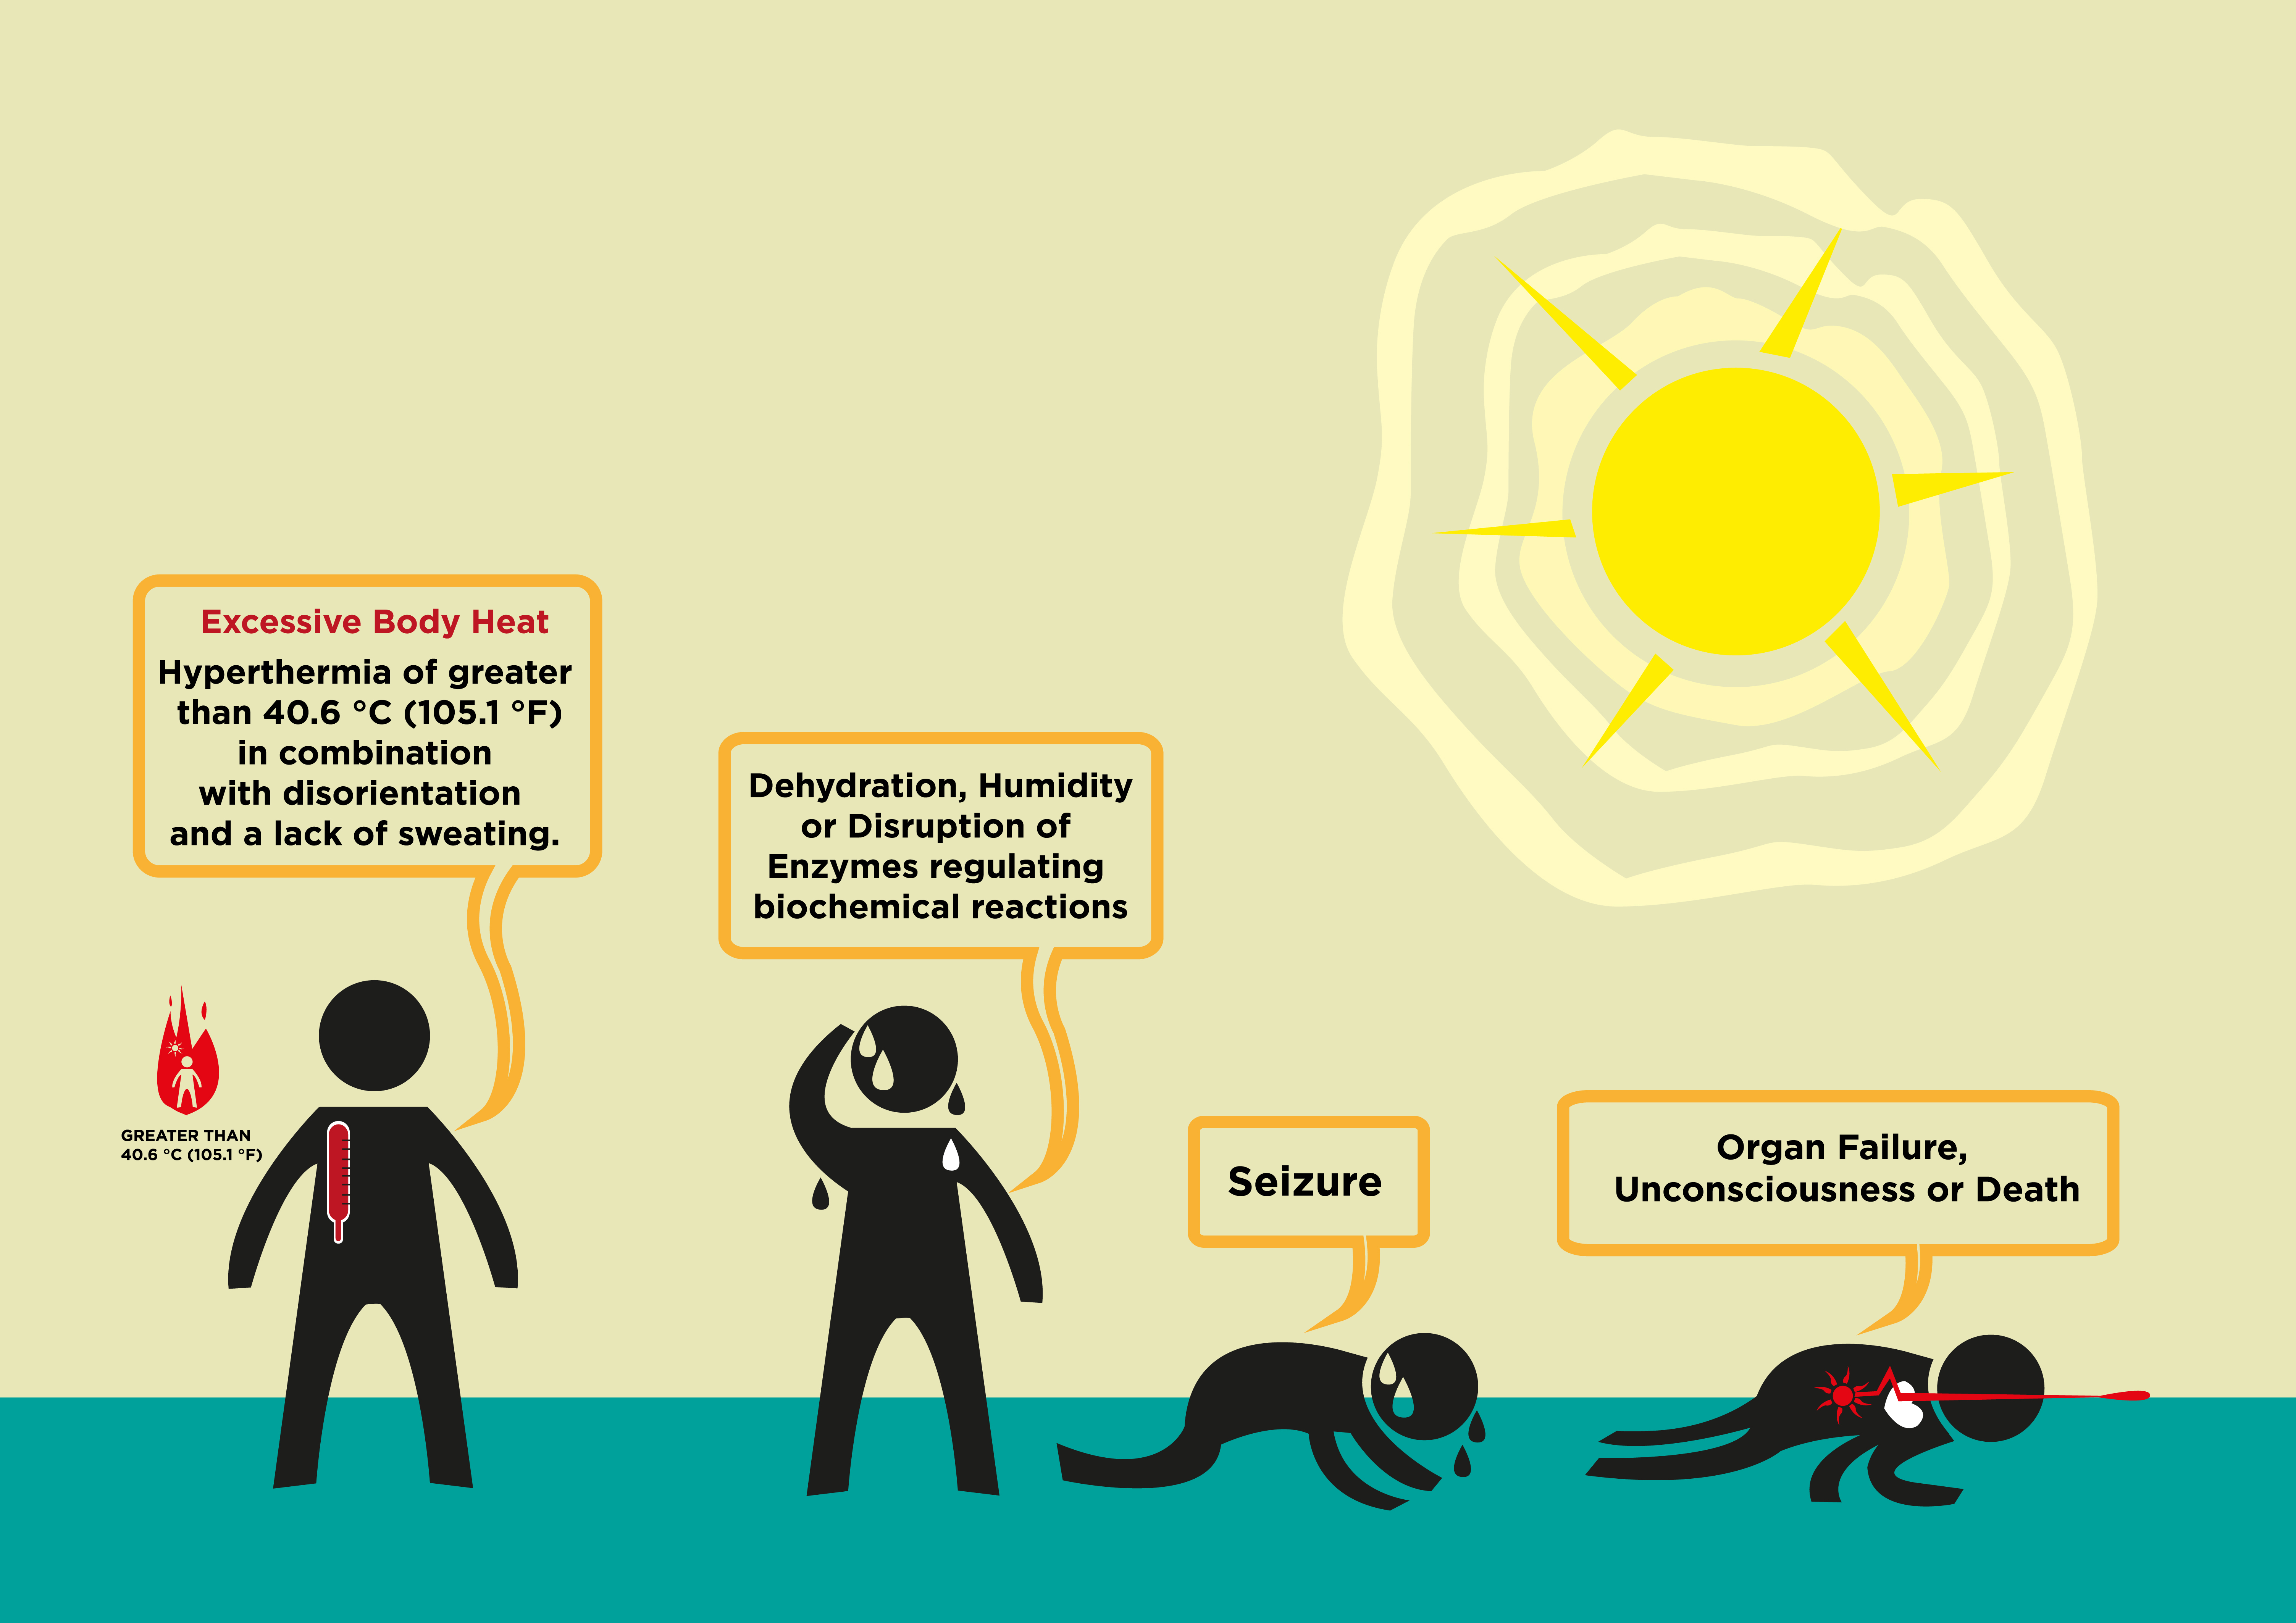 Excessive Body Heat
Hyperthermia of greater
than 40.6 °C (105.1 °F)
in combination
with disorientation
and a lack of sweating.
GREATER THAN
40.6 °C (105.1 °F)
Dehydration, Humidity
or Disruption of
Enzymes regulating
biochemical reactions
Seizure
Organ Failure,
Unconsciousness or Death